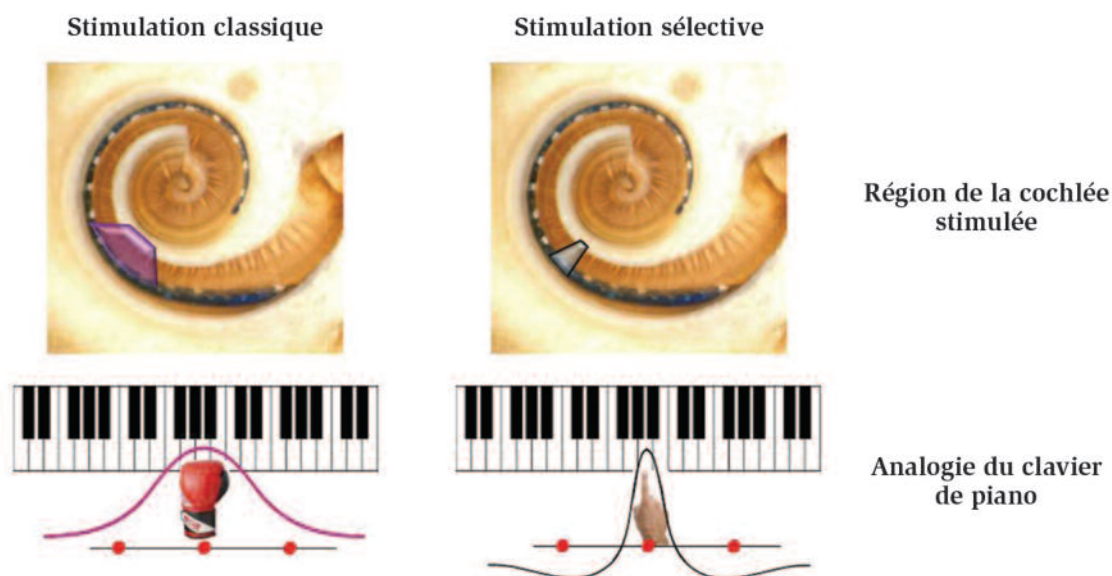 Stimulation classique
Stimulation sélective
Région de la cochlée
stimulée
Analogie du clavier
de piano